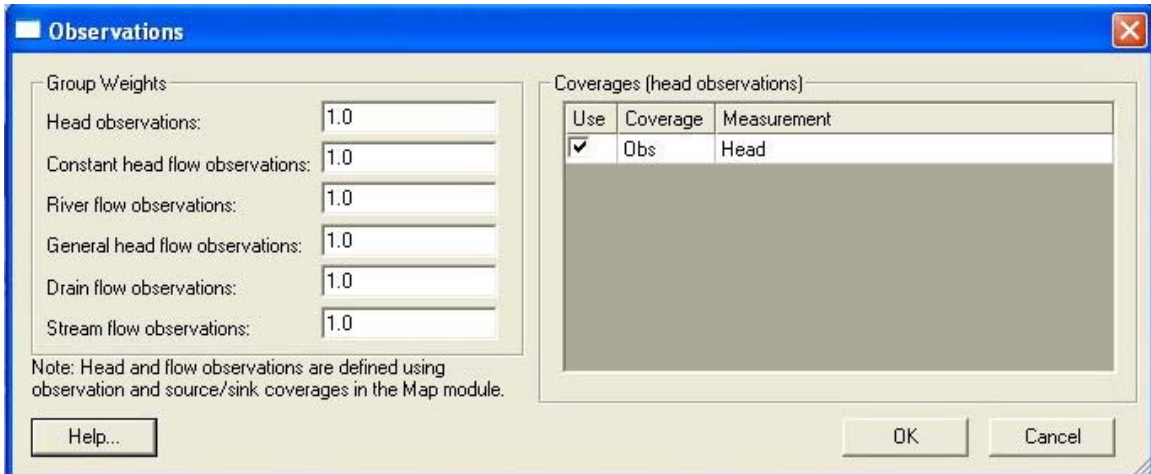 Observations
Group Weights
Head observations: 1.0
Constant head flow observations: 1.0
River flow observations: 1.0
General head flow observations: 1.0
Drain flow observations: 1.0
Stream flow observations: 1.0
Note: Head and flow observations are defined using
observation and source/sink coverages in the Map module.
Coverages (head observations)
Use Coverage Measurement
Obs Head
Help...
OK
Cancel